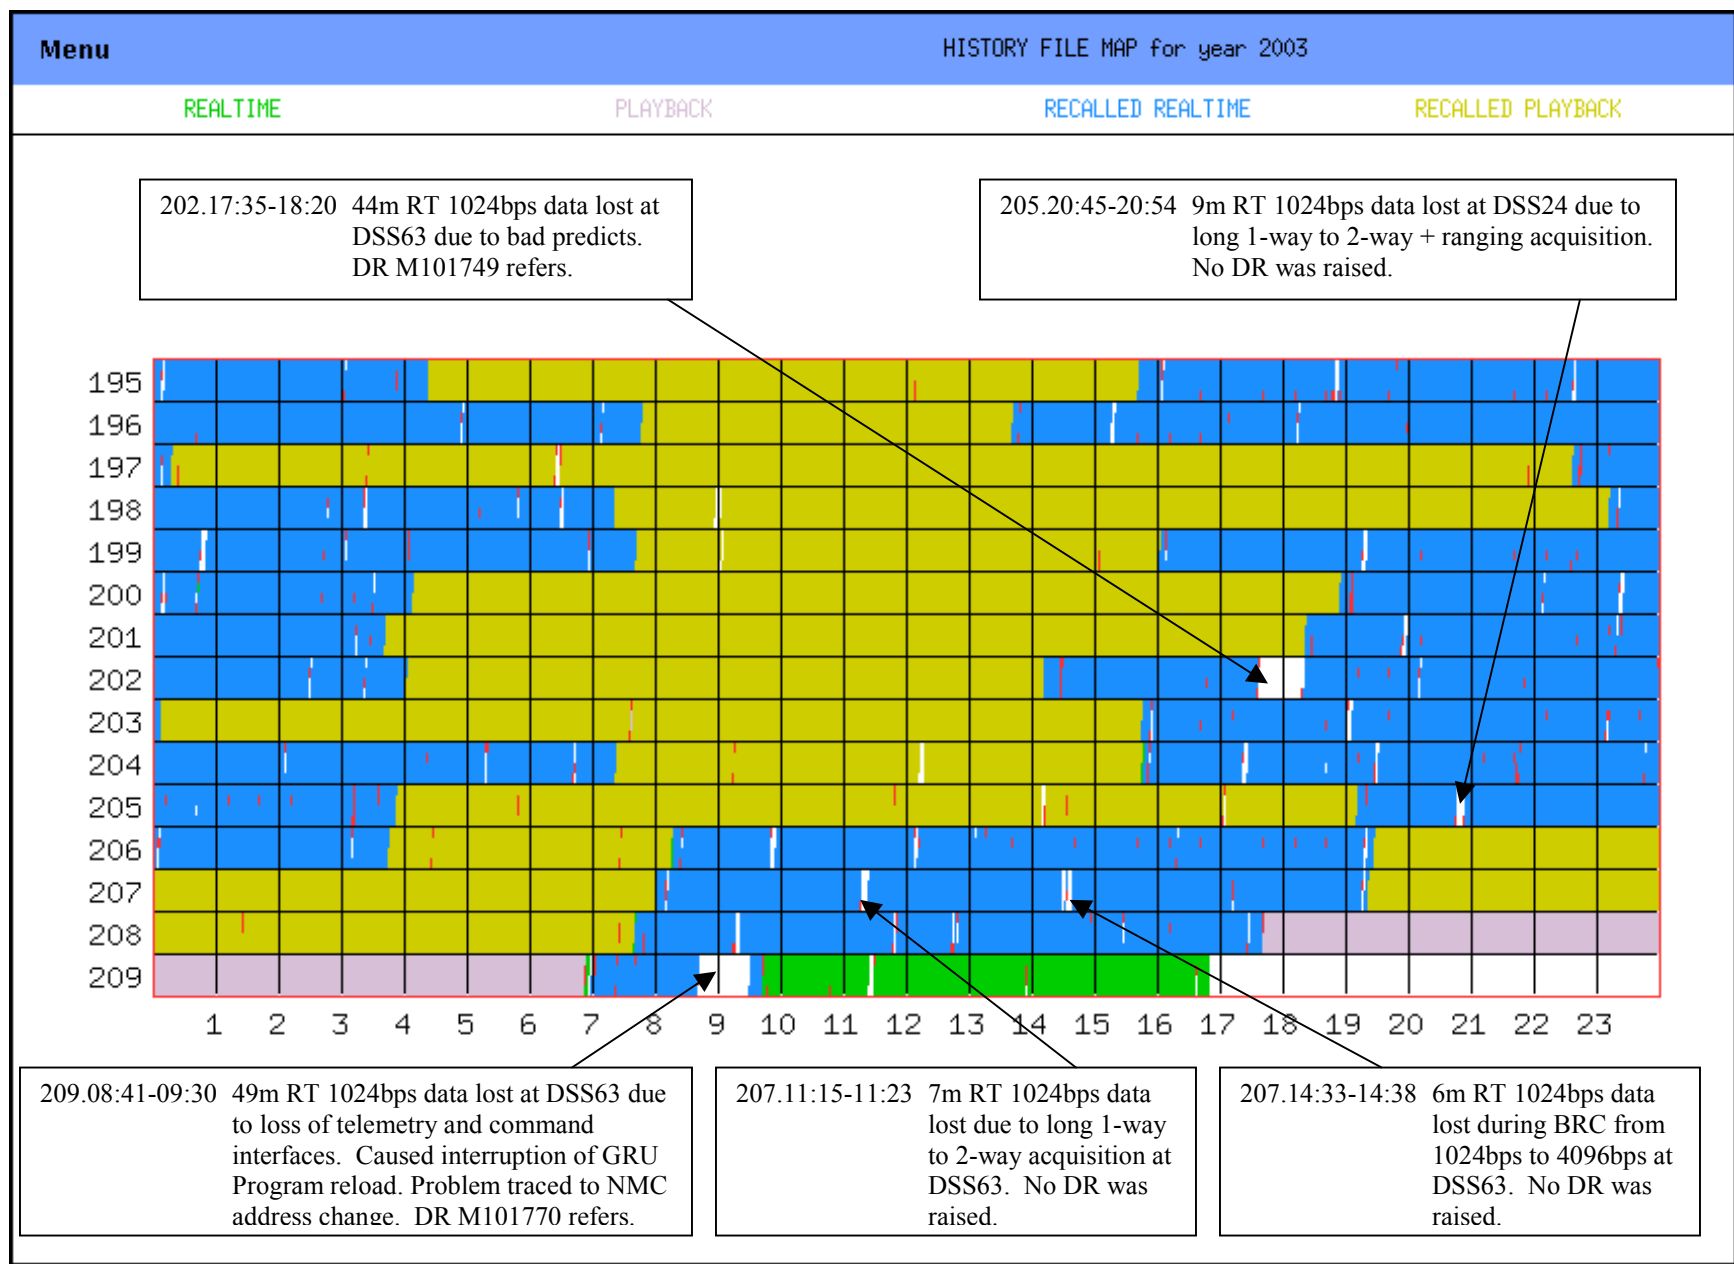 Menu
HISTORY FILE MAP for year 2003
REALTIME PLAYBACK RECALLED REALTIME RECALLED PLAYBACK
202.17:35-18:20 44m RT 1024bps data lost at
DSS63 due to bad predicts.
DR M101749 refers.
205.20:45-20:54 9m RT 1024bps data lost at DSS24 due to
long 1-way to 2-way + ranging acquisition.
No DR was raised.
195
196
197
198
199
200
201
202
203
204
205
206
207
208
209
1 2 3 4 5 6 7 8 9 10 11 12 13 14 15 16 17 18 19 20 21 22 23
209.08:41-09:30 49m RT 1024bps data lost at DSS63 due
to loss of telemetry and command
interfaces. Caused interruption of GRU
Program reload. Problem traced to NMC
address change. DR M101770 refers.
207.11:15-11:23 7m RT 1024bps data
lost due to long 1-way
to 2-way acquisition at
DSS63. No DR was
raised.
207.14:33-14:38 6m RT 1024bps data
lost during BRC from
1024bps to 4096bps at
DSS63. No DR was
raised.